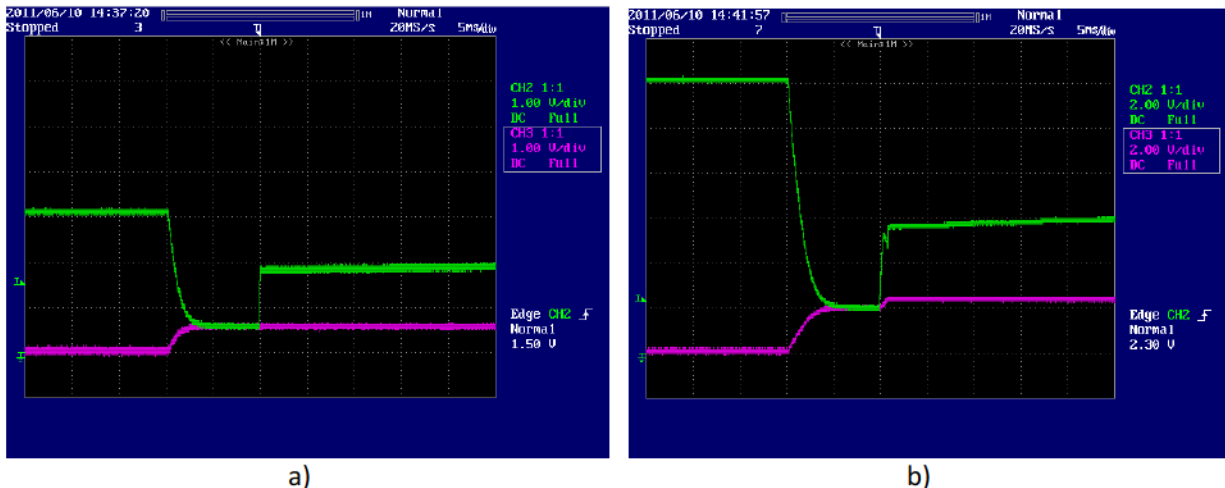 2011/06/10 14:37:20 1M Normal
Stopped 3 20MS/s 5ms/div
<< Main:1M >>
CH2 1:1
1.00 V/div
DC Full
CH3 1:1
1.00 V/div
DC Full
Edge CH2
Normal
1.50 V
a)
2011/06/10 14:41:57 1M Normal
Stopped 7 20MS/s 5ms/div
<< Main:1M >>
CH2 1:1
2.00 V/div
DC Full
CH3 1:1
2.00 V/div
DC Full
Edge CH2
Normal
2.30 V
b)